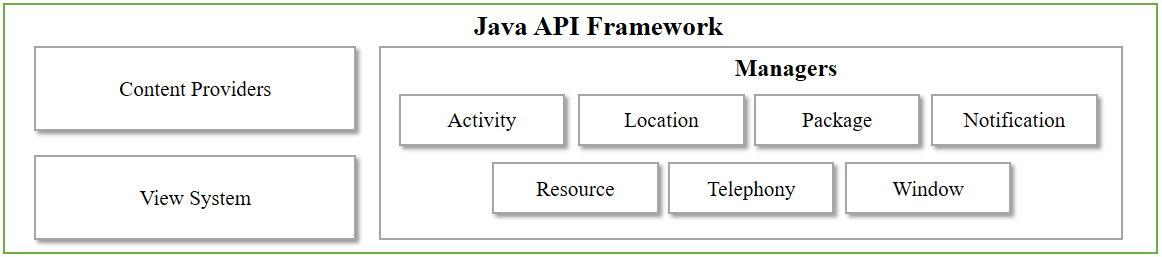 Java API Framework
Content Providers
View System
Managers
Activity
Location
Package
Notification
Resource
Telephony
Window